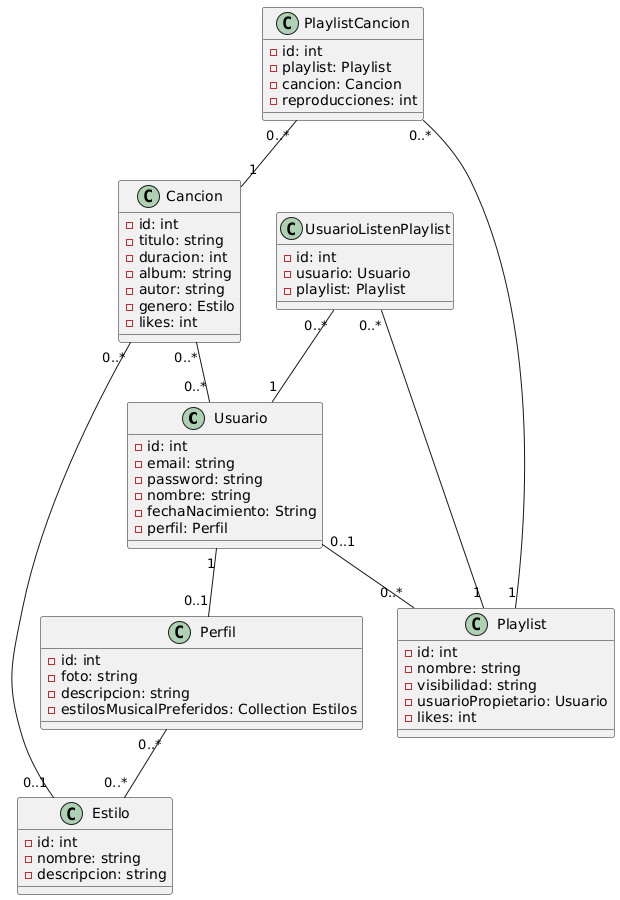 C PlaylistCancion
id: int
playlist: Playlist
cancion: Cancion
reproducciones: int
0..*
0..*
1
C Cancion
id: int
titulo: string
duracion: int
album: string
autor: string
genero: Estilo
likes: int
C UsuarioListenPlaylist
id: int
usuario: Usuario
playlist: Playlist
0..*
0..*
0..*
0..*
0..*
1
C Usuario
id: int
email: string
password: string
nombre: string
fechaNacimiento: String
perfil: Perfil
0..1
1
0..1
0..*
1
1
C Perfil
id: int
foto: string
descripcion: string
estilosMusicalPreferidos: Collection Estilos
C Playlist
id: int
nombre: string
visibilidad: string
usuarioPropietario: Usuario
likes: int
0..*
0..1
0..*
C Estilo
id: int
nombre: string
descripcion: string